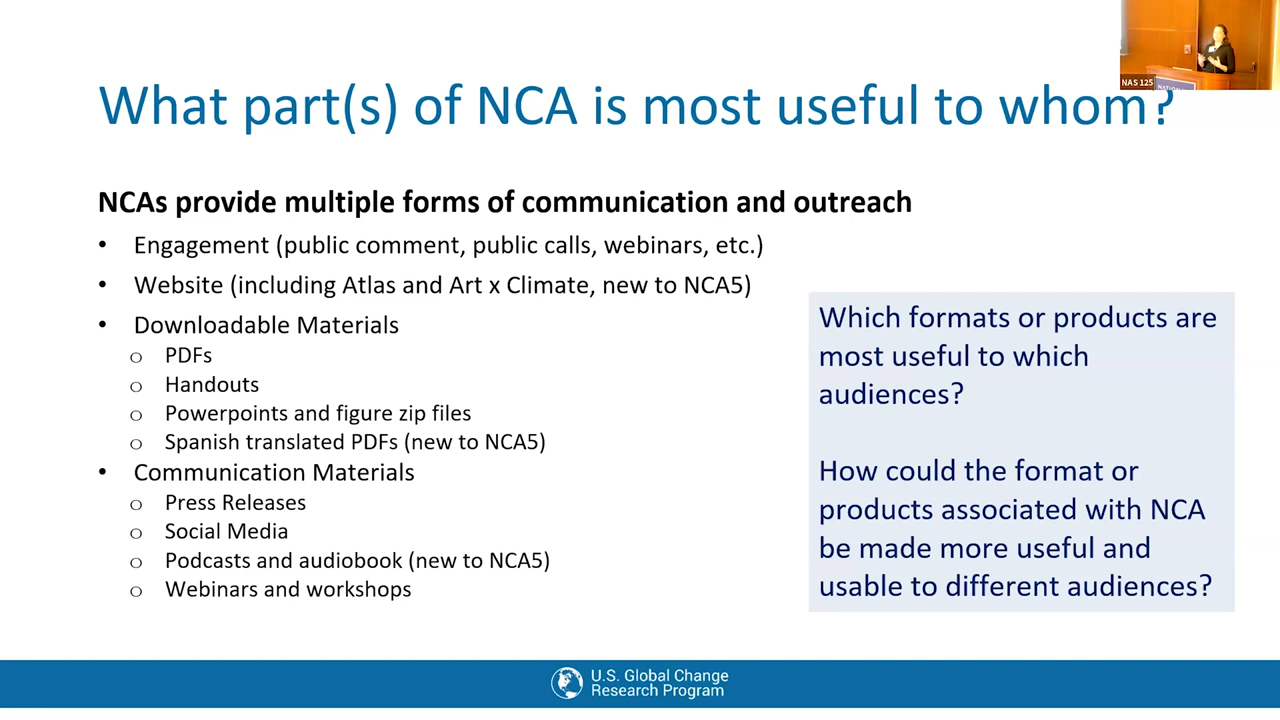 What part(s) of NCA is most useful to whom?
NAS 125
NATIONAL
NCAs provide multiple forms of communication and outreach
• Engagement (public comment, public calls, webinars, etc.)
• Website (including Atlas and Art x Climate, new to NCA5)
• Downloadable Materials
o PDFs
o Handouts
o Powerpoints and figure zip files
o Spanish translated PDFs (new to NCA5)
• Communication Materials
o Press Releases
o Social Media
o Podcasts and audiobook (new to NCA5)
o Webinars and workshops
Which formats or products are
most useful to which
audiences?
How could the format or
products associated with NCA
be made more useful and
usable to different audiences?
U.S. Global Change
Research Program